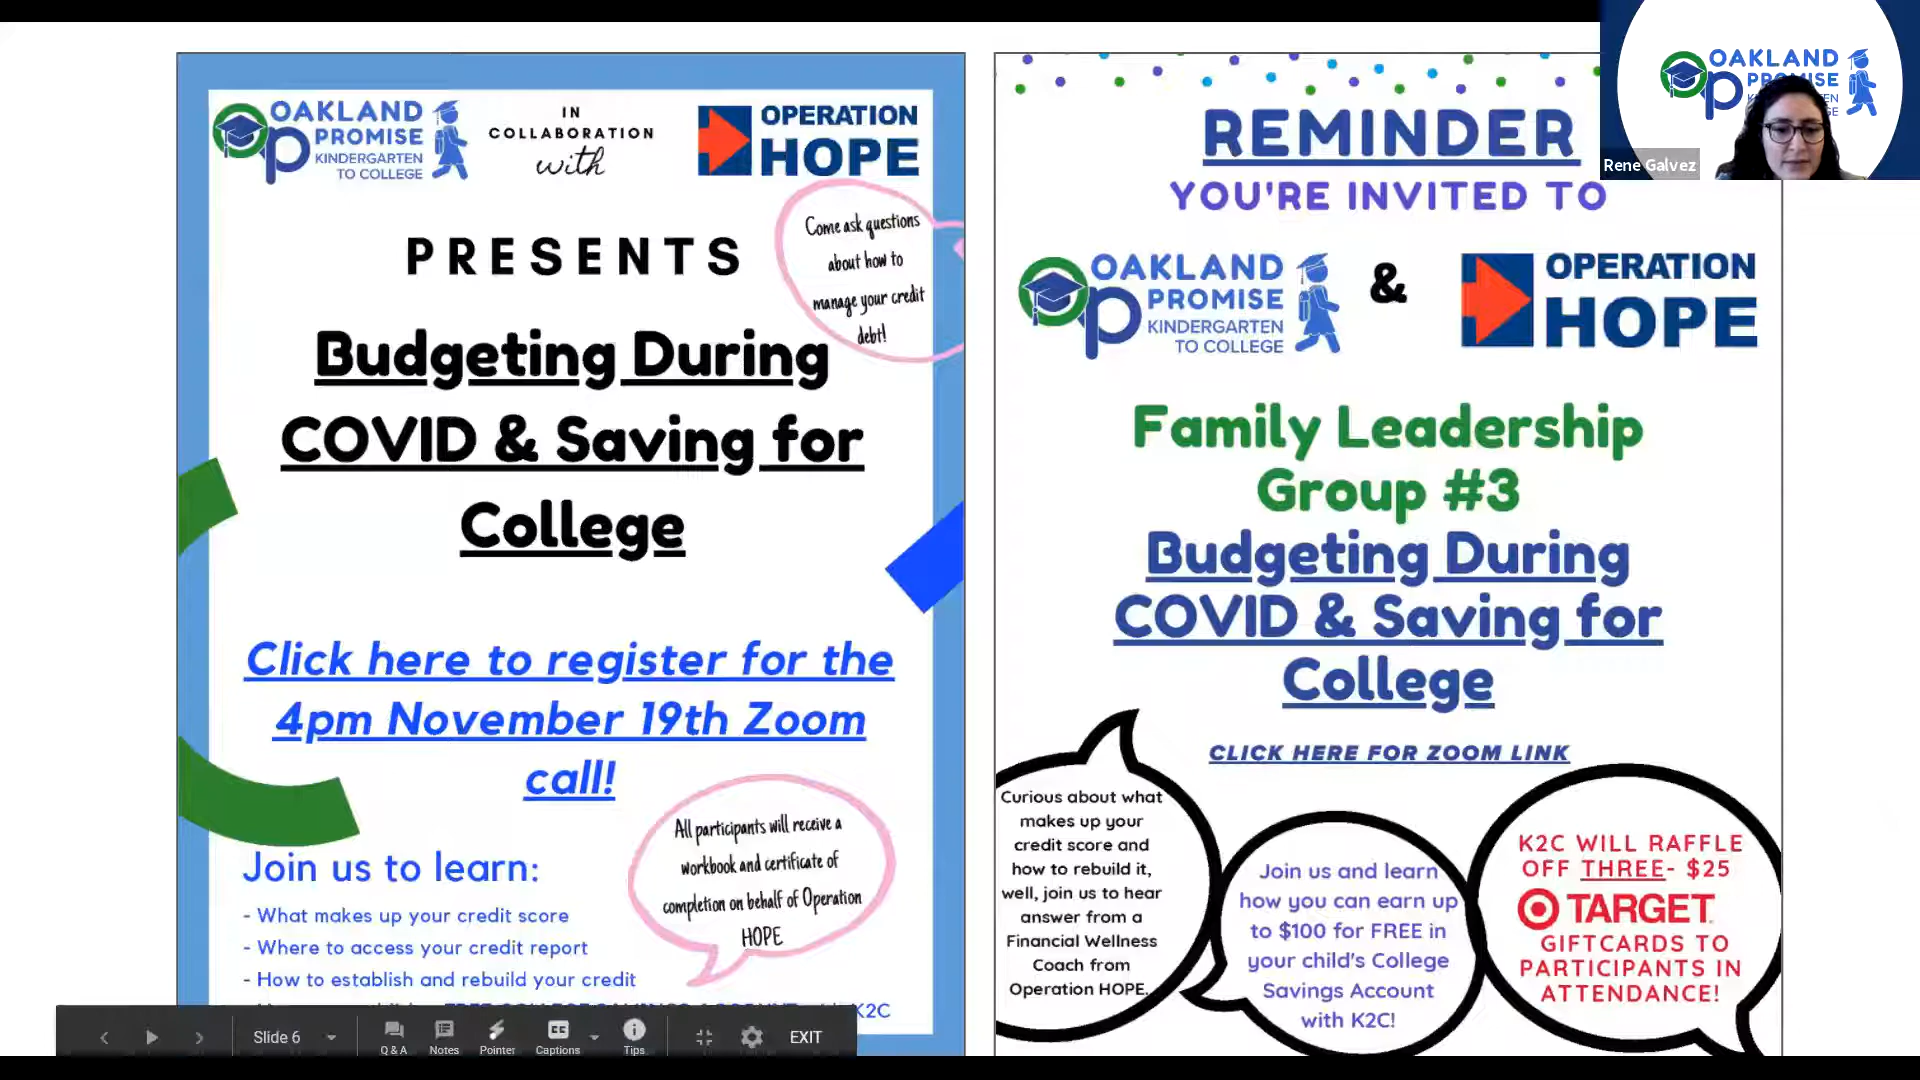 OAKLAND
PROMISE
KINDERGARTEN
TO COLLEGE
IN
COLLABORATION
with
OPERATION
HOPE
PRESENTS
Come ask questions
about how to
manage your credit
debt!
Budgeting During
COVID & Saving for
College
Click here to register for the
4pm November 19th Zoom
call!
All participants will receive a
workbook and certificate of
completion on behalf of Operation
HOPE
Join us to learn:
- What makes up your credit score
- Where to access your credit report
- How to establish and rebuild your credit
K2C
REMINDER
YOU'RE INVITED TO
OAKLAND
PROMISE
KINDERGARTEN
TO COLLEGE
&
OPERATION
HOPE
Family Leadership
Group #3
Budgeting During
COVID & Saving for
College
CLICK HERE FOR ZOOM LINK
Curious about what
makes up your
credit score and
how to rebuild it,
well, join us to hear
answer from a
Financial Wellness
Coach from
Operation HOPE.
Join us and learn
how you can earn up
to $100 for FREE in
your child's College
Savings Account
with K2C!
K2C WILL RAFFLE
OFF THREE- $25
TARGET
GIFTCARDS TO
PARTICIPANTS IN
ATTENDANCE!
OAKLAND
Rene Galvez
Slide 6
Q & A
Notes
Pointer
CC
Captions
Tips
EXIT